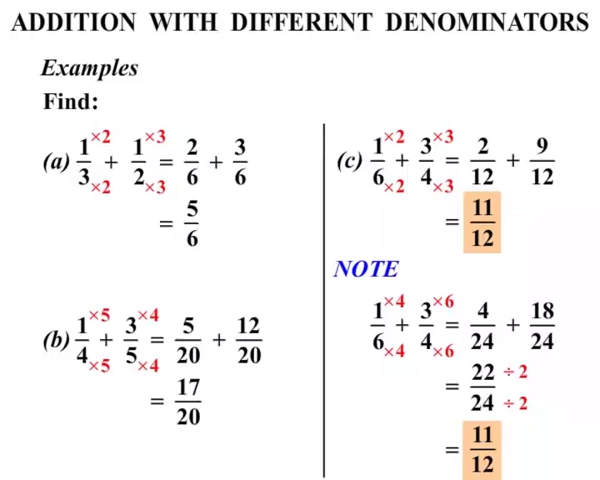 ADDITION WITH DIFFERENT DENOMINATORS
Examples
Find:
(a) 1×2/3×2 + 1×3/2×3 = 2/6 + 3/6
= 5/6
(b) 1×5/4×5 + 3×4/5×4 = 5/20 + 12/20
= 17/20
(c) 1×2/6×2 + 3×3/4×3 = 2/12 + 9/12
= 11/12
NOTE
1×4/6×4 + 3×6/4×6 = 4/24 + 18/24
= 22 ÷ 2/24 ÷ 2
= 11/12